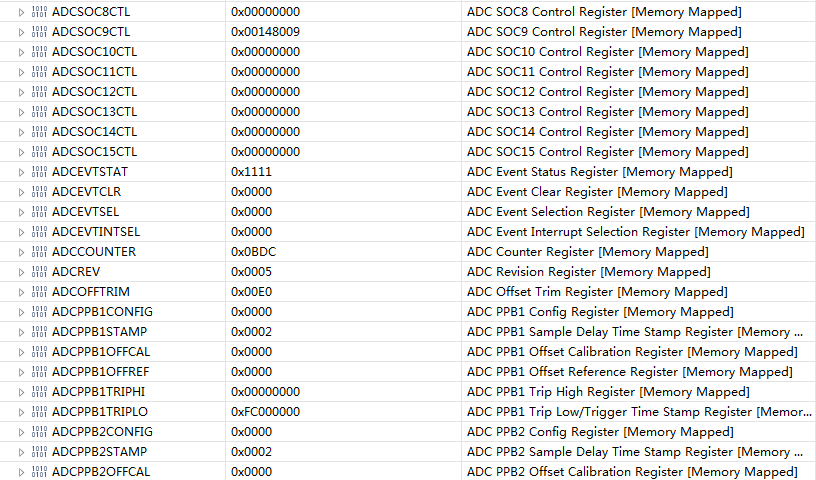 ADCSOC8CTL 0x00000000 ADC SOC8 Control Register [Memory Mapped]
ADCSOC9CTL 0x00148009 ADC SOC9 Control Register [Memory Mapped]
ADCSOC10CTL 0x00000000 ADC SOC10 Control Register [Memory Mapped]
ADCSOC11CTL 0x00000000 ADC SOC11 Control Register [Memory Mapped]
ADCSOC12CTL 0x00000000 ADC SOC12 Control Register [Memory Mapped]
ADCSOC13CTL 0x00000000 ADC SOC13 Control Register [Memory Mapped]
ADCSOC14CTL 0x00000000 ADC SOC14 Control Register [Memory Mapped]
ADCSOC15CTL 0x00000000 ADC SOC15 Control Register [Memory Mapped]
ADCEVTSTAT 0x1111 ADC Event Status Register [Memory Mapped]
ADCEVTCLR 0x0000 ADC Event Clear Register [Memory Mapped]
ADCEVTSEL 0x0000 ADC Event Selection Register [Memory Mapped]
ADCEVTINTSEL 0x0000 ADC Event Interrupt Selection Register [Memory Mapped]
ADCCOUNTER 0x0BDC ADC Counter Register [Memory Mapped]
ADCREV 0x0005 ADC Revision Register [Memory Mapped]
ADCOFFTRIM 0x00E0 ADC Offset Trim Register [Memory Mapped]
ADCPPB1CONFIG 0x0000 ADC PPB1 Config Register [Memory Mapped]
ADCPPB1STAMP 0x0002 ADC PPB1 Sample Delay Time Stamp Register [Memory ...
ADCPPB1OFFCAL 0x0000 ADC PPB1 Offset Calibration Register [Memory Mapped]
ADCPPB1OFFREF 0x0000 ADC PPB1 Offset Reference Register [Memory Mapped]
ADCPPB1TRIPHI 0x00000000 ADC PPB1 Trip High Register [Memory Mapped]
ADCPPB1TRIPLO 0xFC000000 ADC PPB1 Trip Low/Trigger Time Stamp Register [Memor...
ADCPPB2CONFIG 0x0000 ADC PPB2 Config Register [Memory Mapped]
ADCPPB2STAMP 0x0002 ADC PPB2 Sample Delay Time Stamp Register [Memory ...
ADCPPB2OFFCAL 0x0000 ADC PPB2 Offset Calibration Register [Memory Mapped]